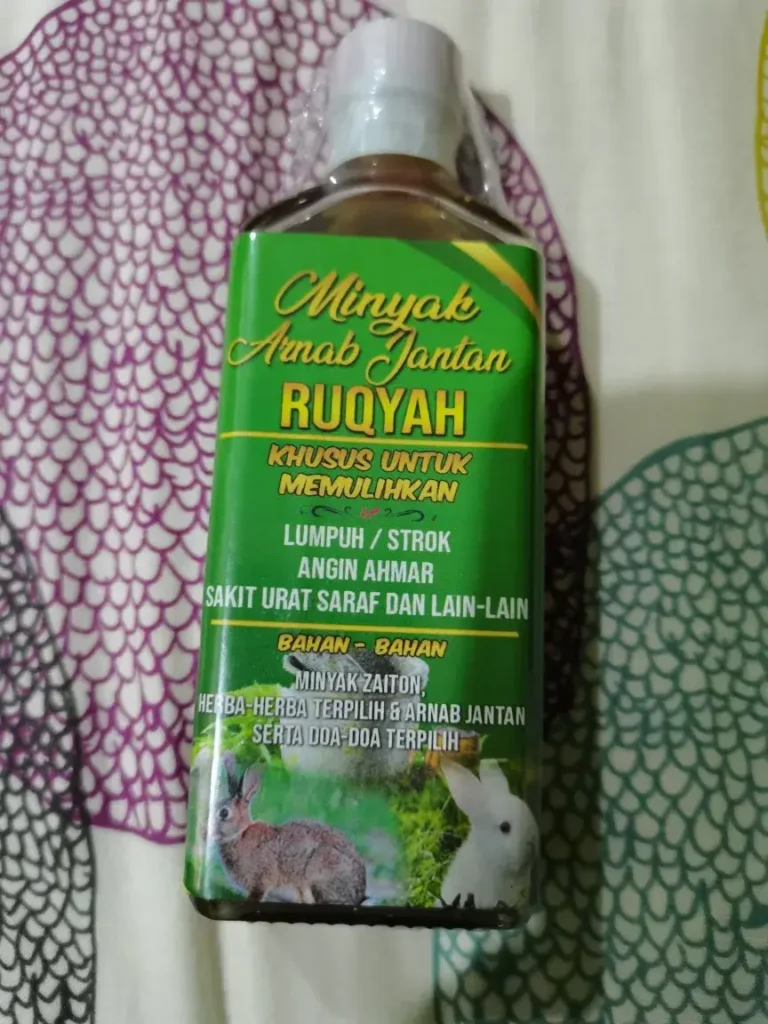 Minyak
Arnab Jantan
RUQYAH
KHUSUS UNTUK
MEMULIHKAN
LUMPUH / STROK
ANGIN AHMAR
SAKIT URAT SARAF DAN LAIN-LAIN
BAHAN - BAHAN
MINYAK ZAITON,
HERBA-HERBA TERPILIH & ARNAB JANTAN
SERTA DOA-DOA TERPILIH